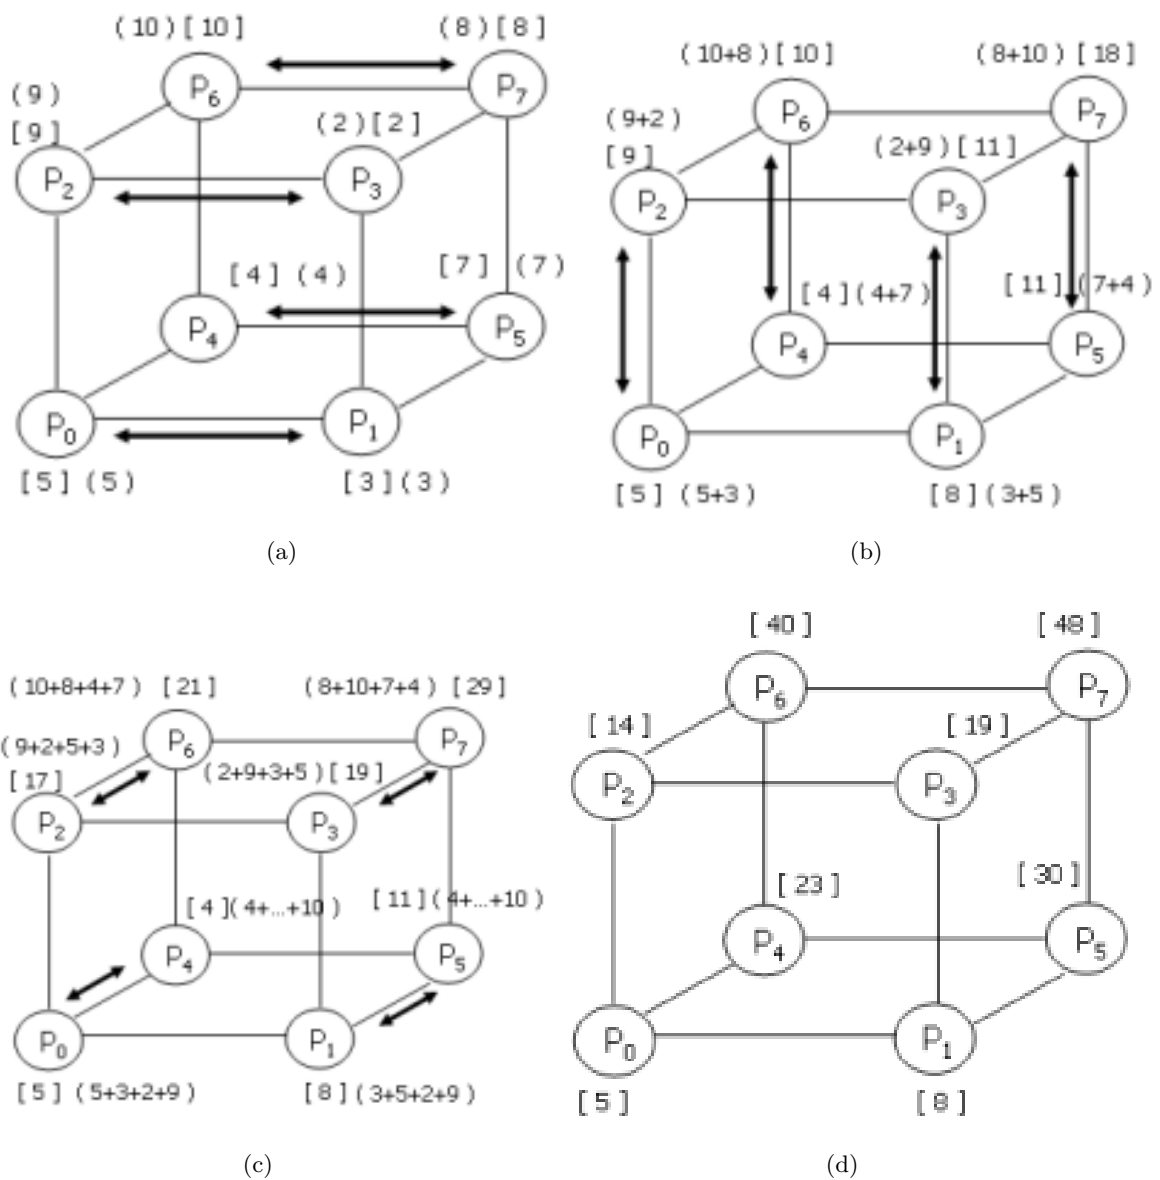 (10)[10] (8)[8]
P6 P7
(9)
[9] (2)[2]
P2 P3
[4] (4) [7] (7)
P4 P5
P0 P1
[5] (5) [3](3)
(a)
(10+8)[10] (8+10) [18]
P6 P7
(9+2)
[9] (2+9)[11]
P2 P3
[4](4+7) [11] (7+4)
P4 P5
P0 P1
[5] (5+3) [8](3+5)
(b)
(10+8+4+7) [21] (8+10+7+4) [29]
P6 P7
(9+2+5+3)
[17] (2+9+3+5)[19]
P2 P3
[4](4+...+10) [11](4+...+10)
P4 P5
P0 P1
[5] (5+3+2+9) [8](3+5+2+9)
(c)
[40] [48]
P6 P7
[14] [19]
P2 P3
[23] [30]
P4 P5
P0 P1
[5] [8]
(d)